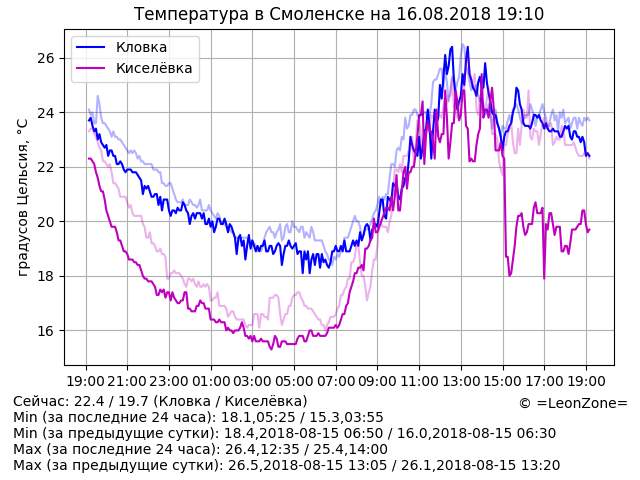 Температура в Смоленске на 16.08.2018 19:10
Кловка
Киселёвка
градусов Цельсия, °C
26
24
22
20
18
16
19:00 21:00 23:00 01:00 03:00 05:00 07:00 09:00 11:00 13:00 15:00 17:00 19:00
Сейчас: 22.4 / 19.7 (Кловка / Киселёвка)
© =LeonZone=
Min (за последние 24 часа): 18.1,05:25 / 15.3,03:55
Min (за предыдущие сутки): 18.4,2018-08-15 06:50 / 16.0,2018-08-15 06:30
Max (за последние 24 часа): 26.4,12:35 / 25.4,14:00
Max (за предыдущие сутки): 26.5,2018-08-15 13:05 / 26.1,2018-08-15 13:20